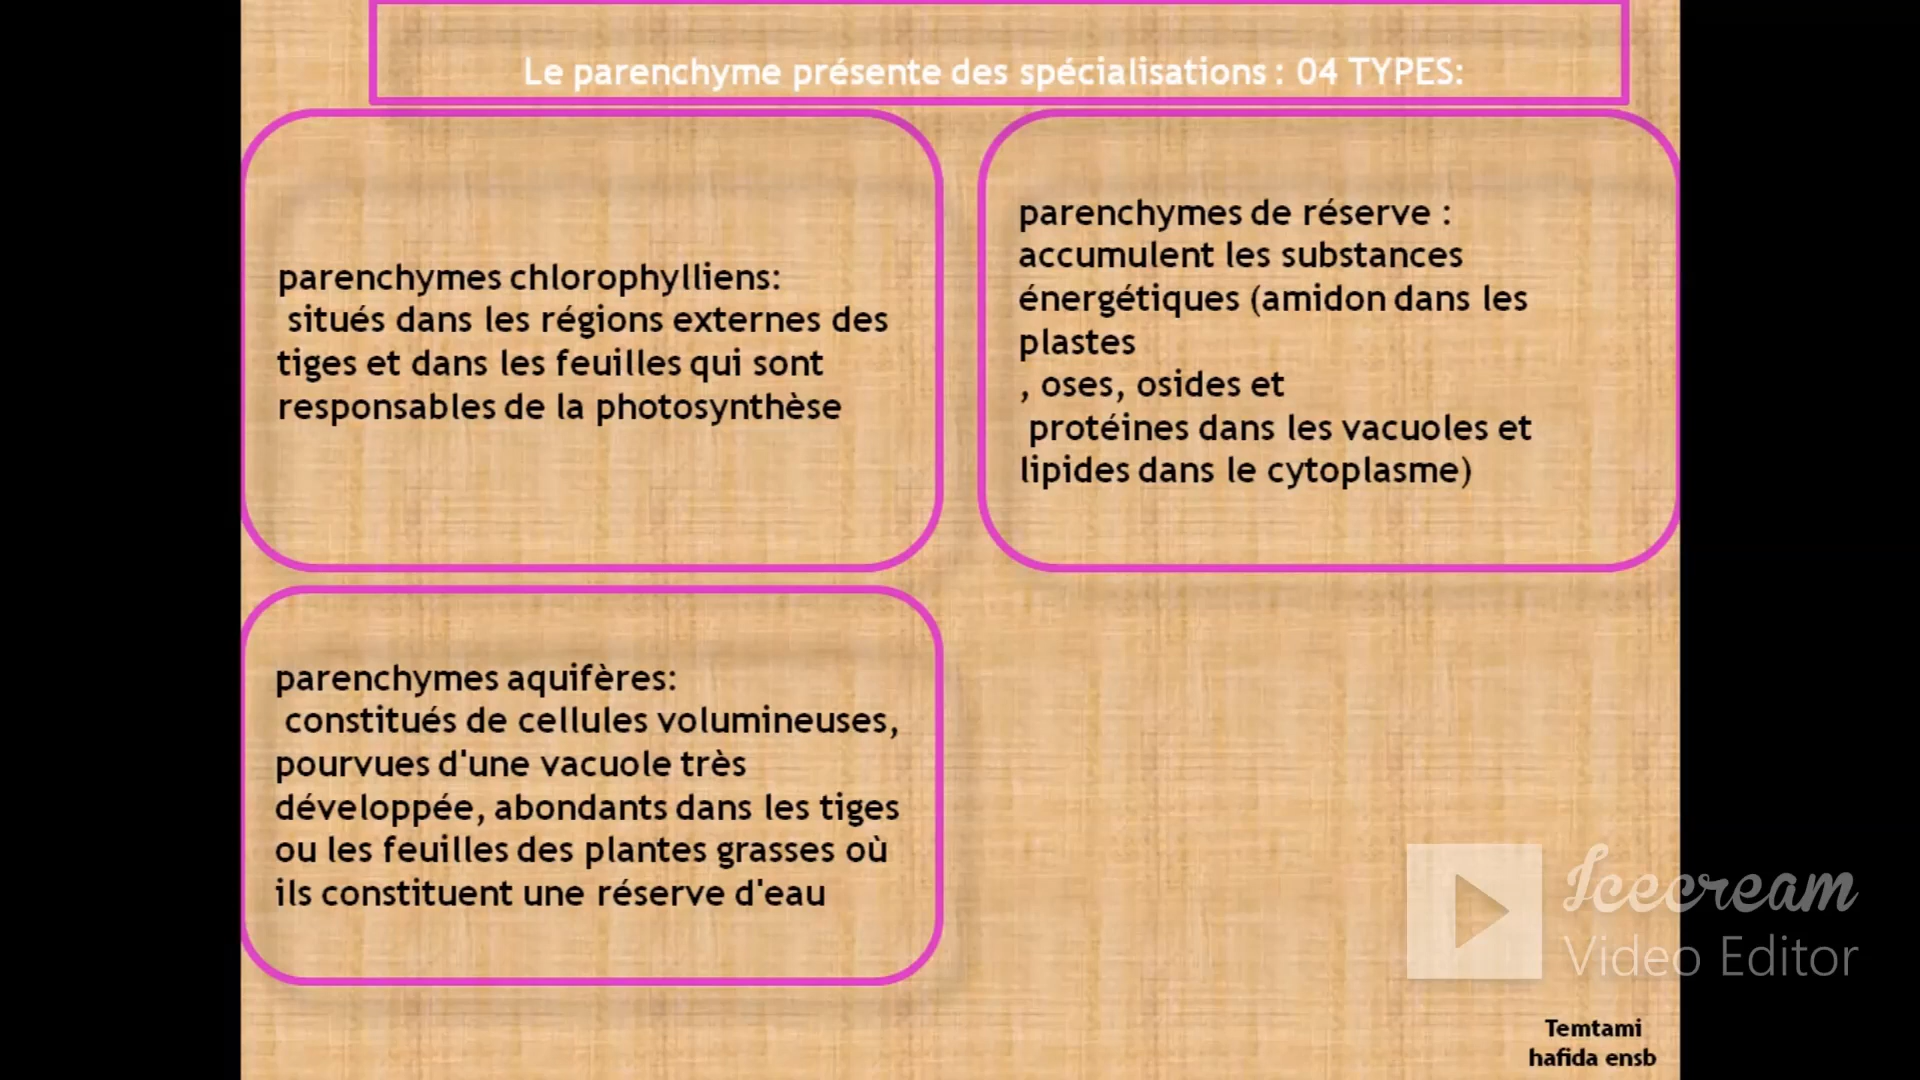 Le parenchyme présente des spécialisations : 04 TYPES:
parenchymes chlorophylliens:
situés dans les régions externes des
tiges et dans les feuilles qui sont
responsables de la photosynthèse
parenchymes de réserve :
accumulent les substances
énergétiques (amidon dans les
plastes
, oses, osides et
protéines dans les vacuoles et
lipides dans le cytoplasme)
parenchymes aquifères:
constitués de cellules volumineuses,
pourvues d'une vacuole très
développée, abondants dans les tiges
ou les feuilles des plantes grasses où
ils constituent une réserve d'eau
Icecream
Video Editor
Temtami
hafida ensb